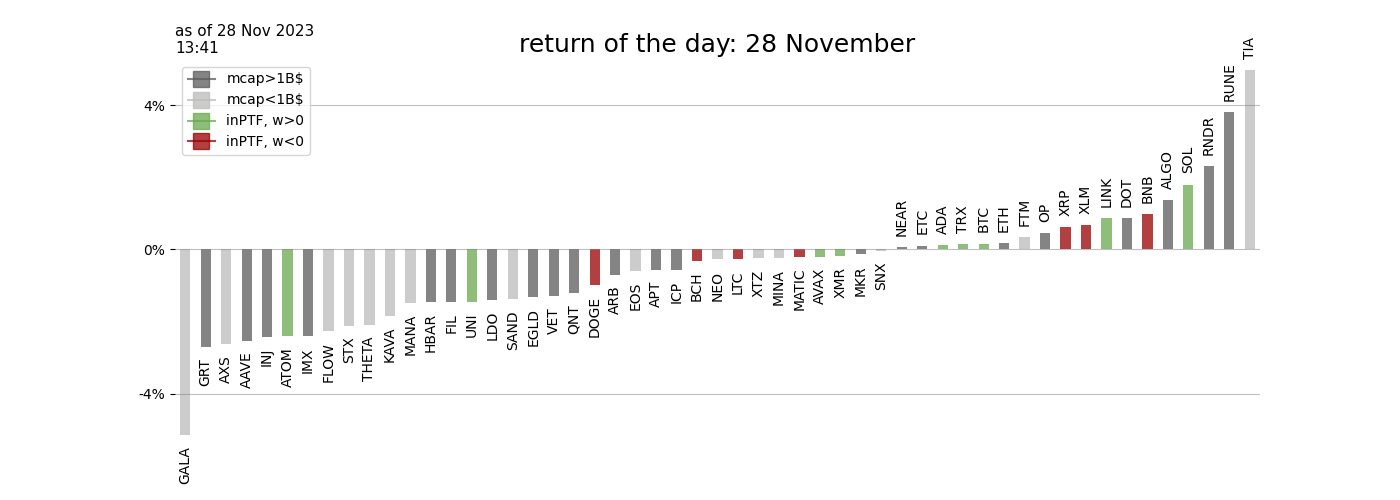 as of 28 Nov 2023
13:41
return of the day: 28 November
mcap>1B$
mcap<1B$
inPTF, w>0
inPTF, w<0
4%
0%
-4%
GALA
GRT
AXS
AAVE
INJ
ATOM
IMX
FLOW
STX
THETA
KAVA
MANA
HBAR
FIL
UNI
LDO
SAND
EGLD
VET
QNT
DOGE
ARB
EOS
APT
ICP
BCH
NEO
LTC
XTZ
MINA
MATIC
AVAX
XMR
MKR
SNX
NEAR
ETC
ADA
TRX
BTC
ETH
FTM
OP
XRP
XLM
LINK
DOT
BNB
ALGO
SOL
RNDR
RUNE
TIA